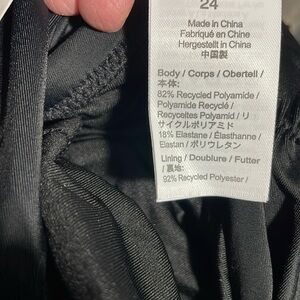 24
Made in China
Fabriqué en Chine
Hergestellt in China
中国製
Body / Corps / Obertell /
本体:
82% Recycled Polyamide /
Polyamide Recyclé /
Recyceltes Polyamid / リ
サイクルポリアミド
18% Elastane / Élasthanne /
Elastan / ポリウレタン
Lining / Doublure / Futter
/ 裏地:
92% Recycled Polyester /